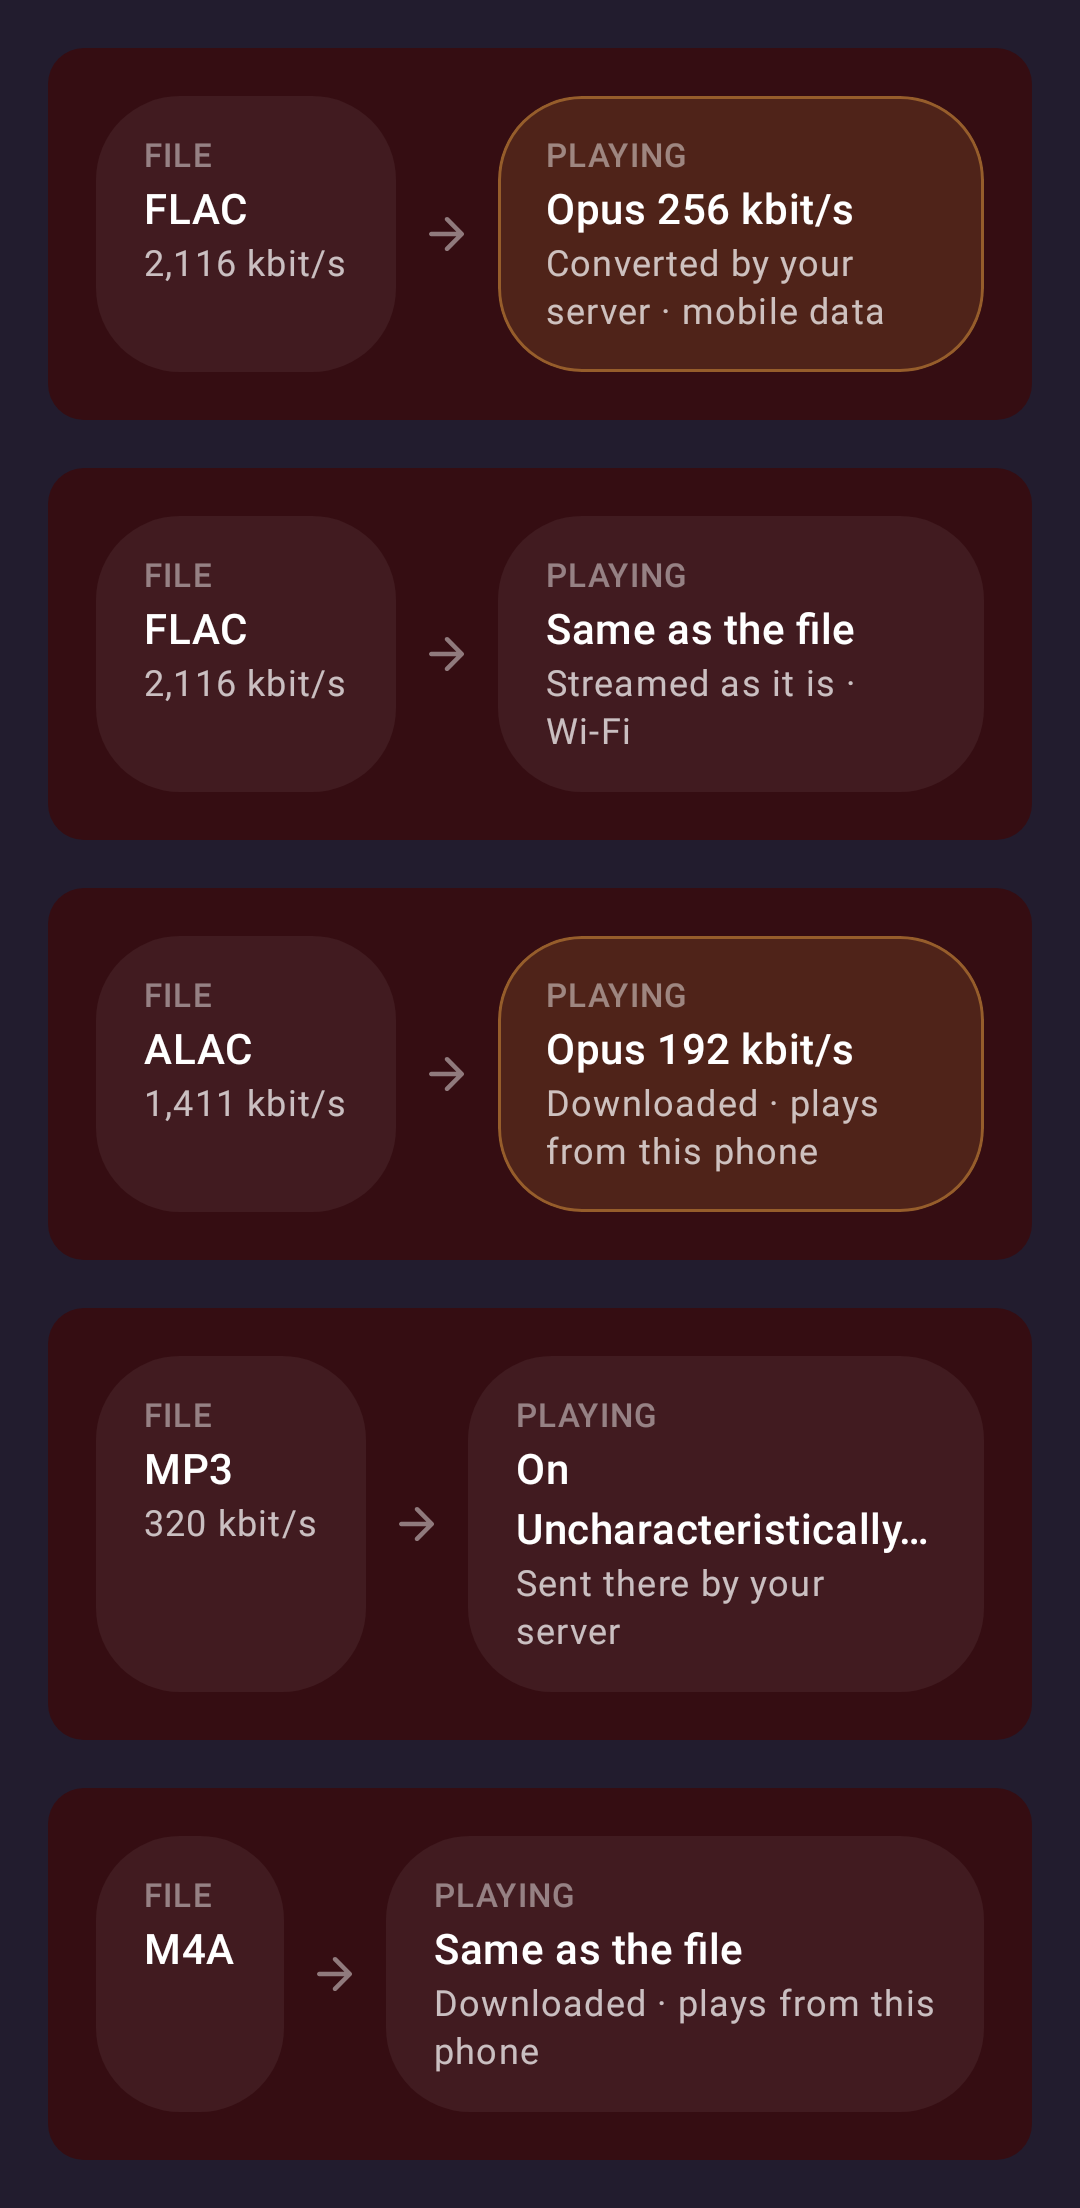 FILE
FLAC
2,116 kbit/s
PLAYING
Opus 256 kbit/s
Converted by your
server · mobile data
FILE
FLAC
2,116 kbit/s
PLAYING
Same as the file
Streamed as it is ·
Wi-Fi
FILE
ALAC
1,411 kbit/s
PLAYING
Opus 192 kbit/s
Downloaded · plays
from this phone
FILE
MP3
320 kbit/s
PLAYING
On
Uncharacteristically…
Sent there by your
server
FILE
M4A
PLAYING
Same as the file
Downloaded · plays from this
phone